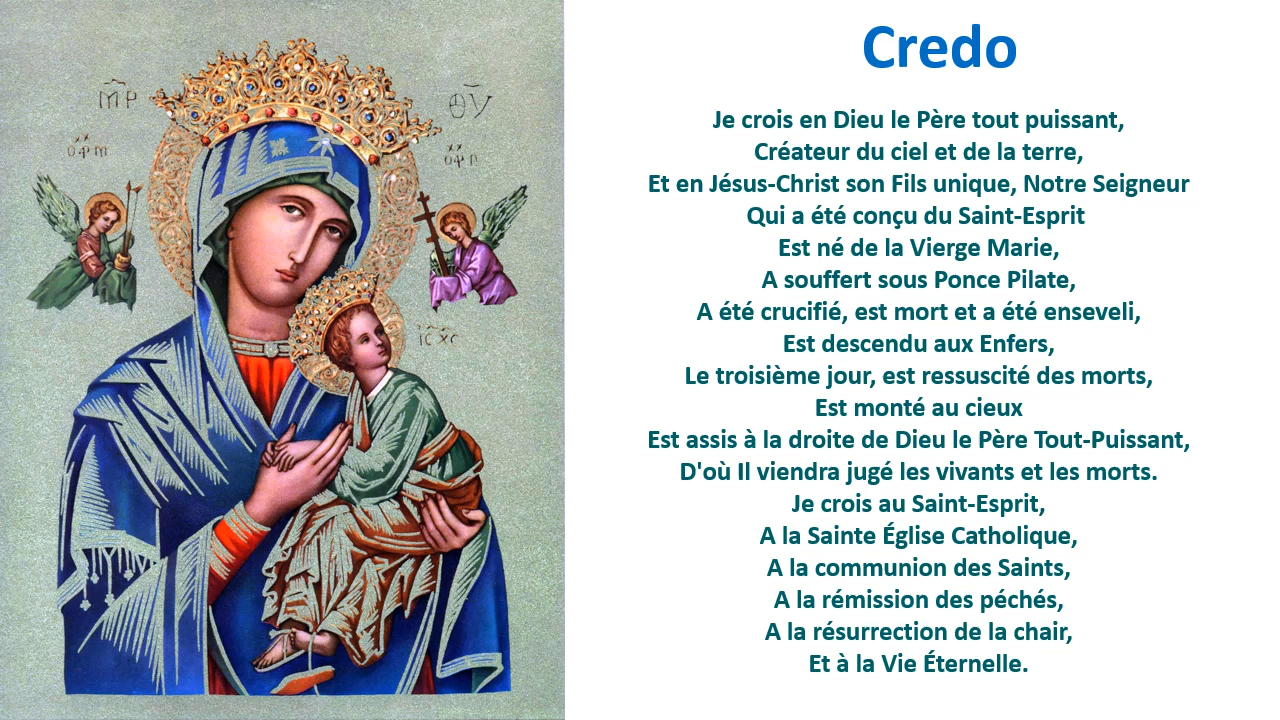 Credo
Je crois en Dieu le Père tout puissant,
Créateur du ciel et de la terre,
Et en Jésus-Christ son Fils unique, Notre Seigneur
Qui a été conçu du Saint-Esprit
Est né de la Vierge Marie,
A souffert sous Ponce Pilate,
A été crucifié, est mort et a été enseveli,
Est descendu aux Enfers,
Le troisième jour, est ressuscité des morts,
Est monté au cieux
Est assis à la droite de Dieu le Père Tout-Puissant,
D'où Il viendra jugé les vivants et les morts.
Je crois au Saint-Esprit,
A la Sainte Église Catholique,
A la communion des Saints,
A la rémission des péchés,
A la résurrection de la chair,
Et à la Vie Éternelle.